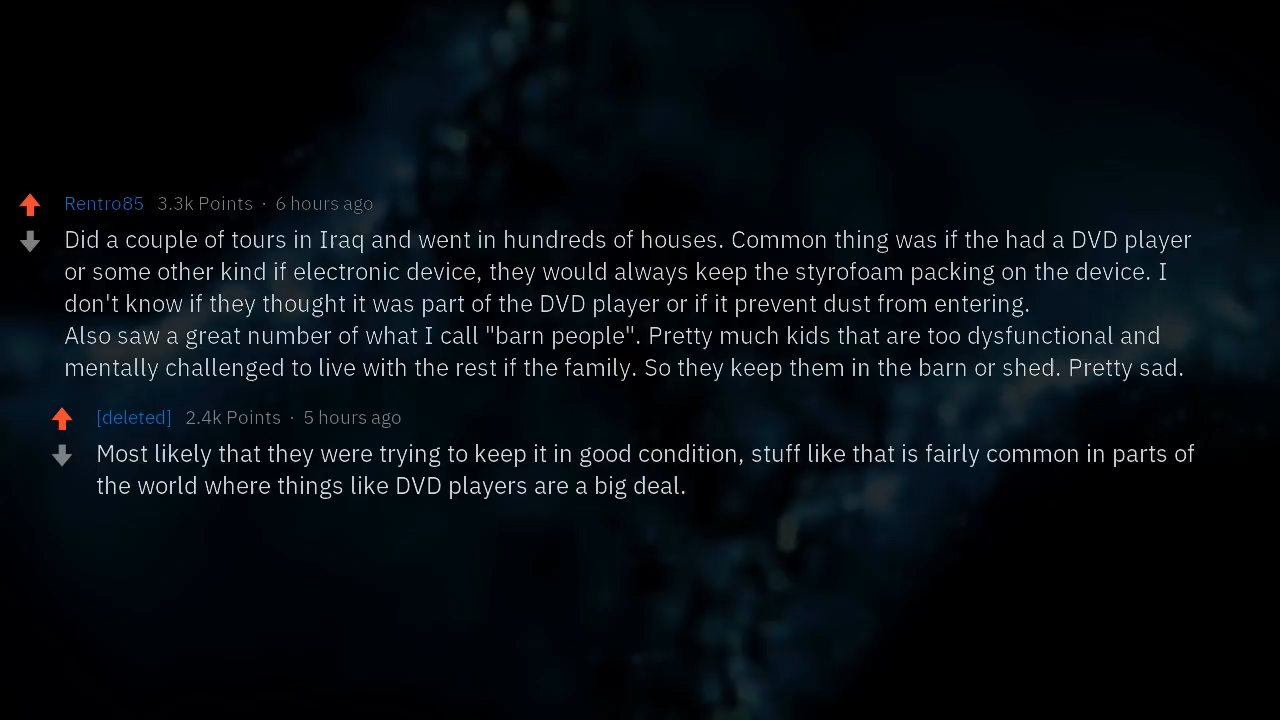 Rentro85 3.3k Points · 6 hours ago
Did a couple of tours in Iraq and went in hundreds of houses. Common thing was if the had a DVD player
or some other kind if electronic device, they would always keep the styrofoam packing on the device. I
don't know if they thought it was part of the DVD player or if it prevent dust from entering.
Also saw a great number of what I call "barn people". Pretty much kids that are too dysfunctional and
mentally challenged to live with the rest if the family. So they keep them in the barn or shed. Pretty sad.
[deleted] 2.4k Points · 5 hours ago
Most likely that they were trying to keep it in good condition, stuff like that is fairly common in parts of
the world where things like DVD players are a big deal.